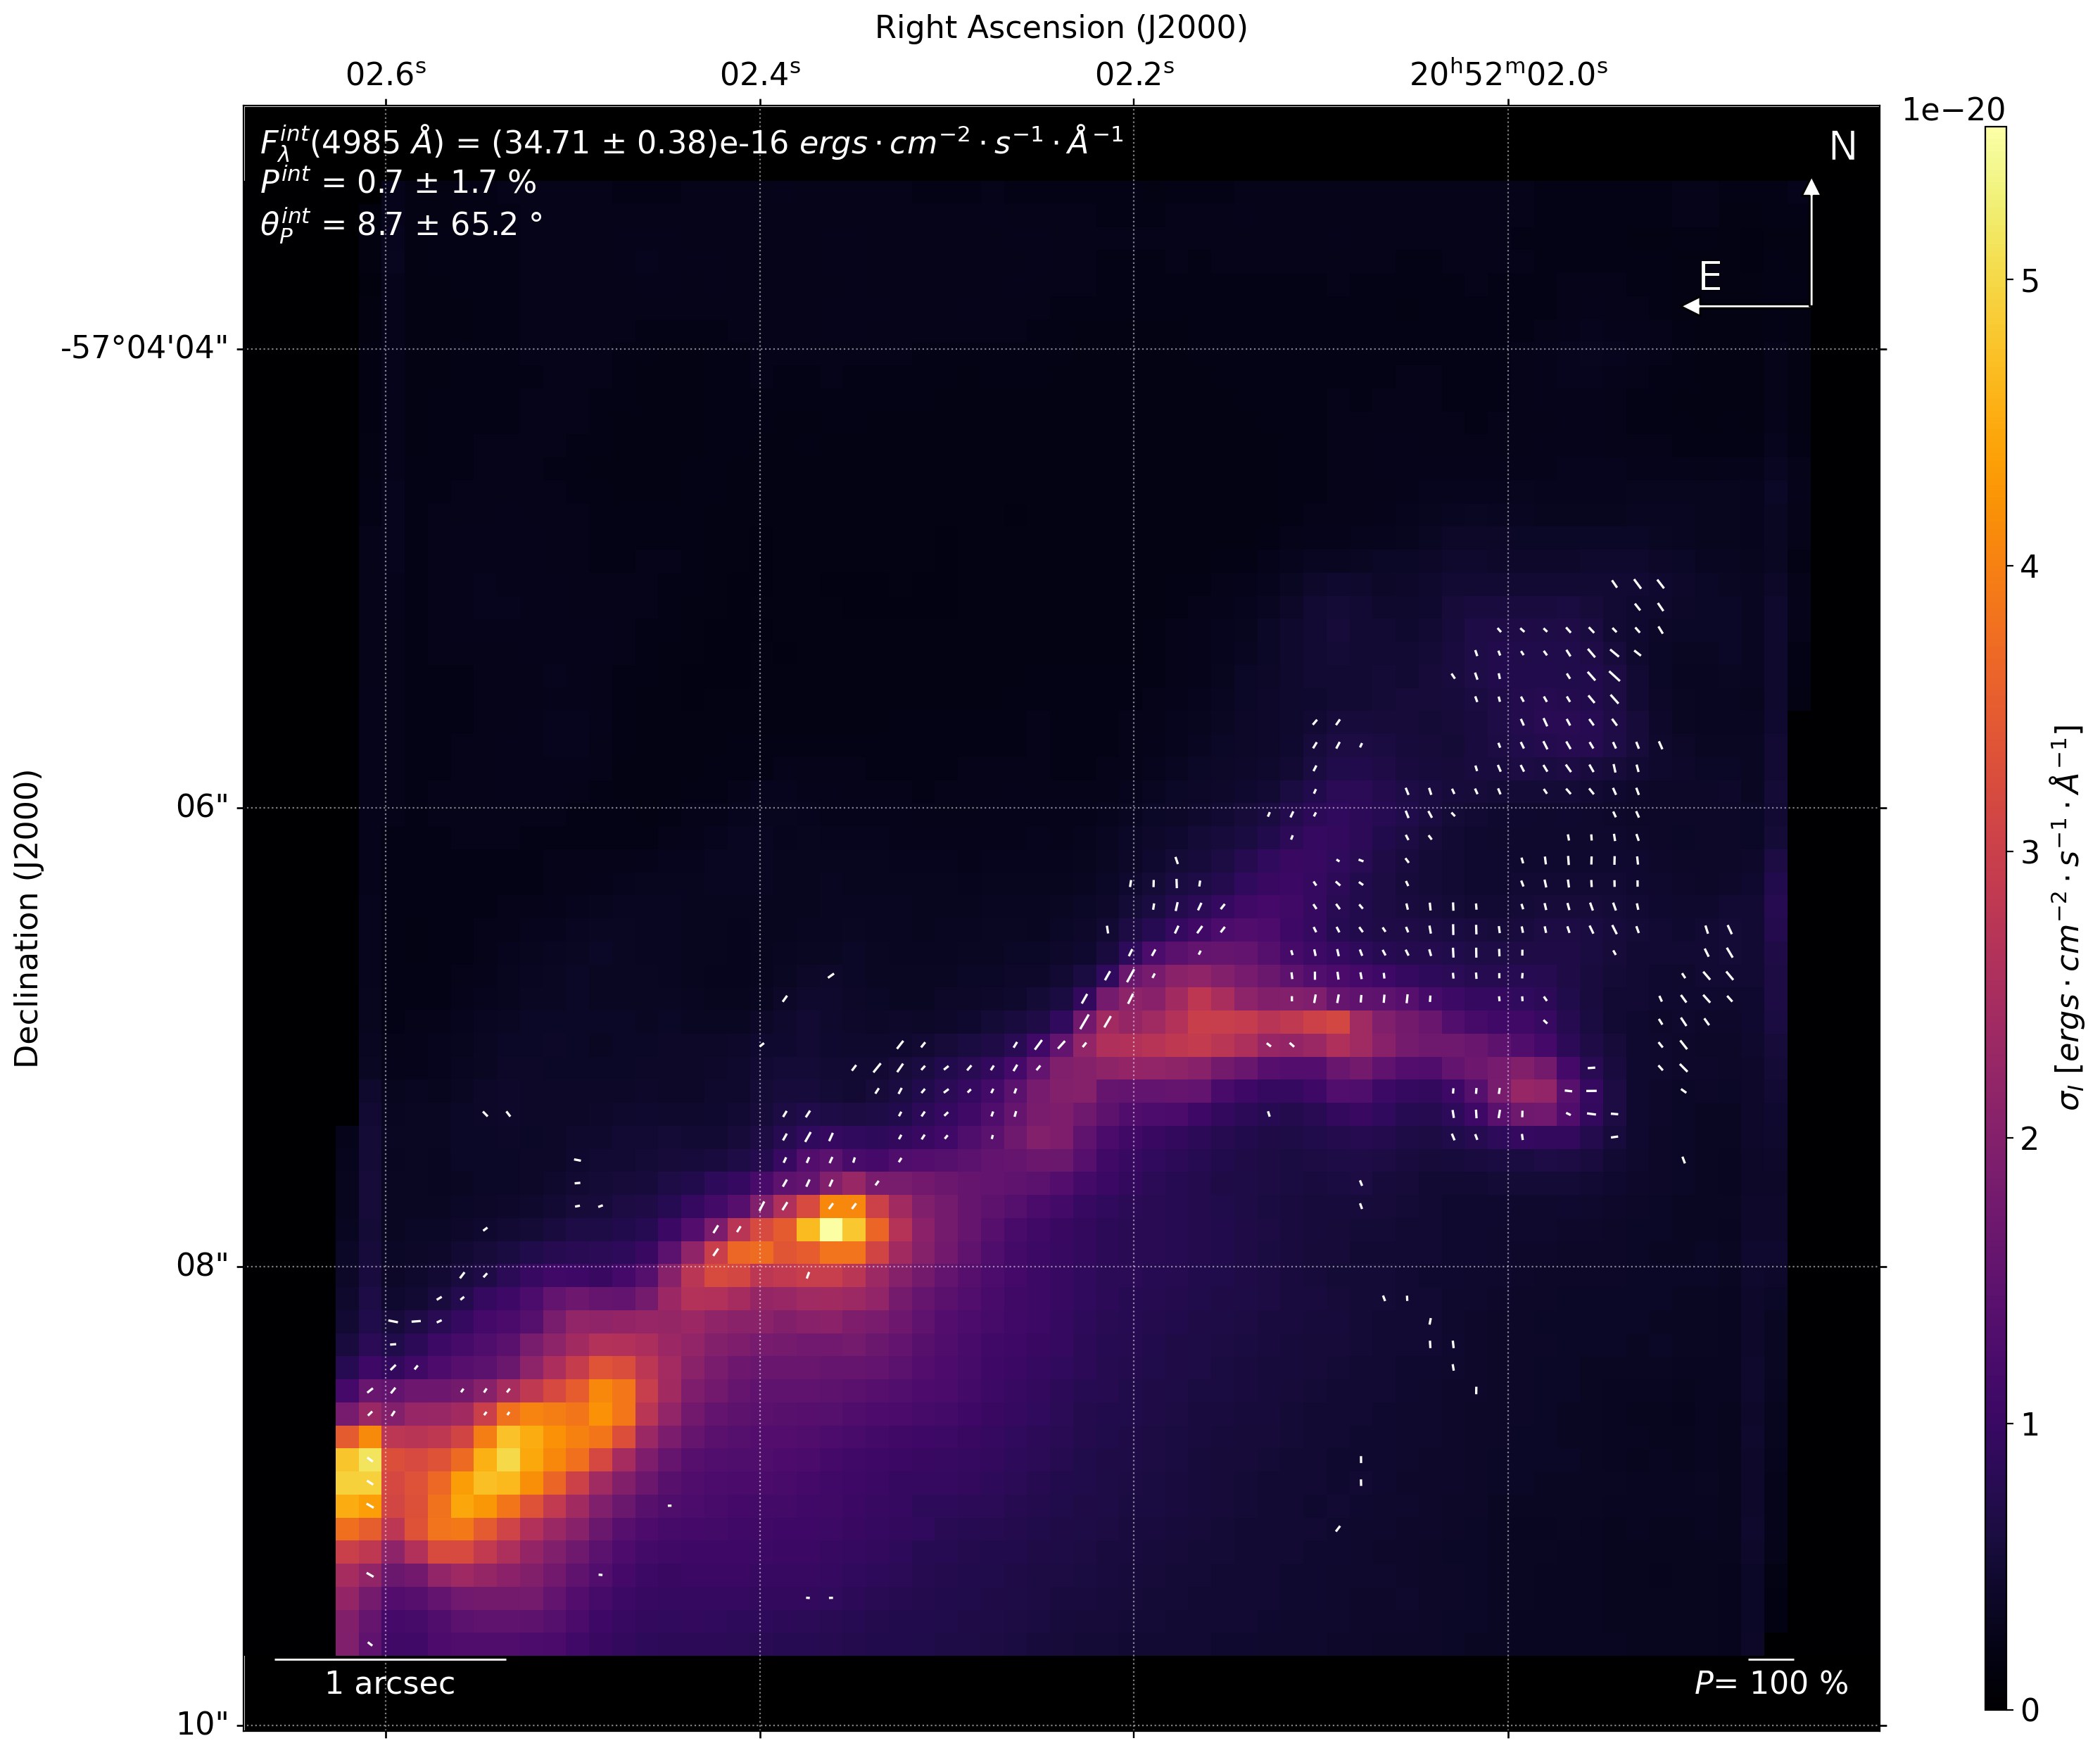 Right Ascension (J2000)
02.6ˢ 02.4ˢ 02.2ˢ 20ʰ52ᵐ02.0ˢ
1e−20
F_λ^{int}(4985 Å) = (34.71 ± 0.38)e-16 ergs · cm⁻² · s⁻¹ · Å⁻¹
P^{int} = 0.7 ± 1.7 %
θ_P^{int} = 8.7 ± 65.2 °
N
E
-57°04'04"
06"
08"
10"
Declination (J2000)
5
4
3
2
1
0
σ_I [ergs · cm⁻² · s⁻¹ · Å⁻¹]
1 arcsec
P= 100 %